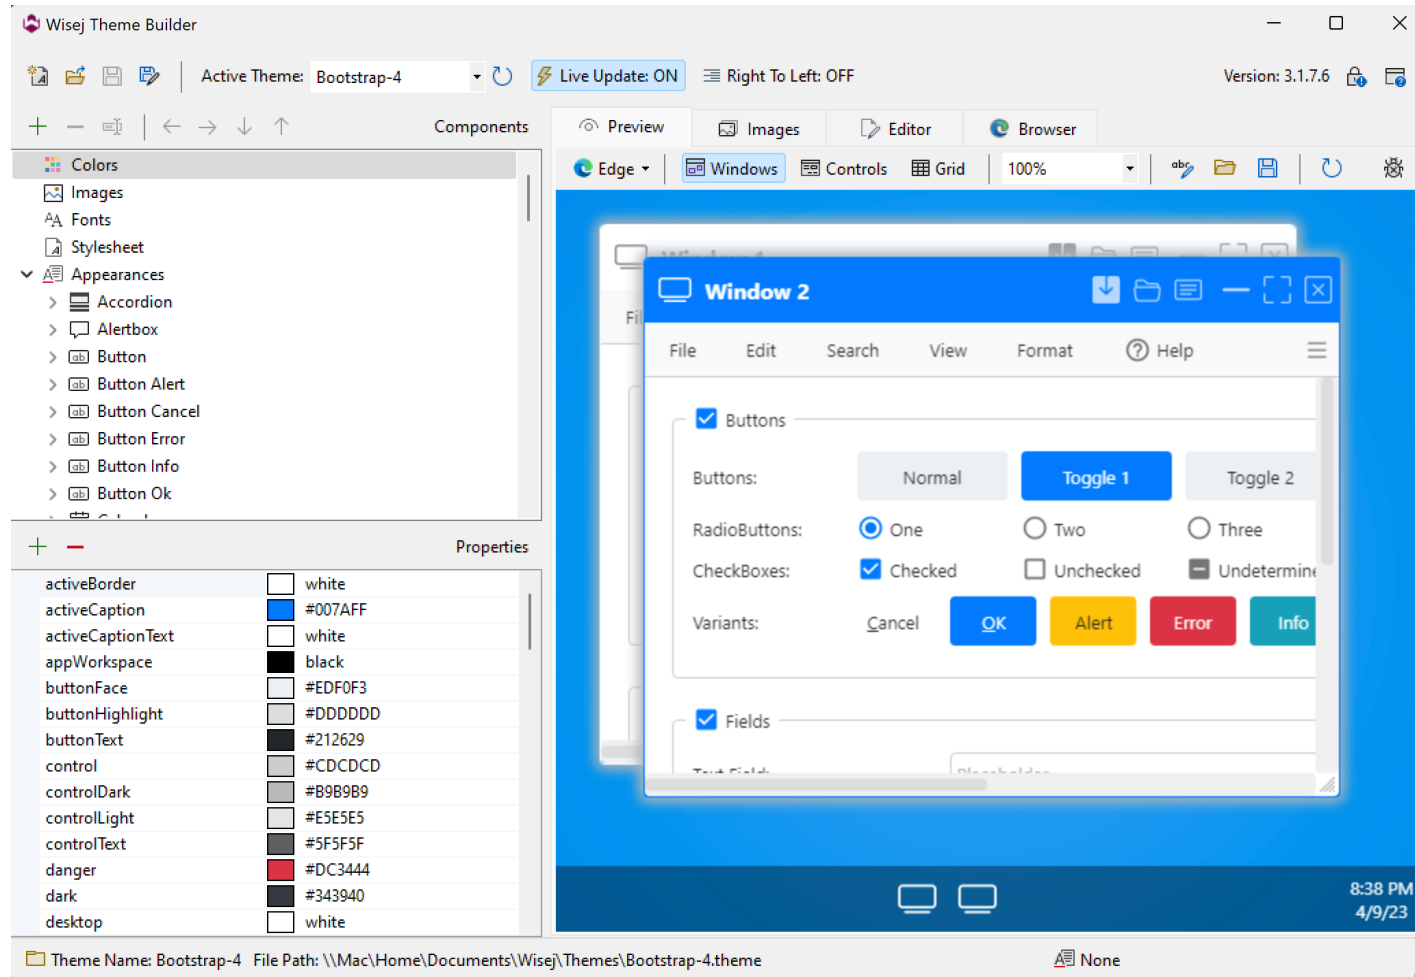 Wisej Theme Builder
Active Theme: Bootstrap-4 Live Update: ON Right To Left: OFF Version: 3.1.7.6
Components
Colors
Images
Fonts
Stylesheet
Appearances
Accordion
Alertbox
Button
Button Alert
Button Cancel
Button Error
Button Info
Button Ok
Properties
activeBorder white
activeCaption #007AFF
activeCaptionText white
appWorkspace black
buttonFace #EDF0F3
buttonHighlight #DDDDDD
buttonText #212629
control #CDCDCD
controlDark #B9B9B9
controlLight #E5E5E5
controlText #5F5F5F
danger #DC3444
dark #343940
desktop white
Preview Images Editor Browser
Edge Windows Controls Grid 100% abc
Window 2
File Edit Search View Format Help
Buttons
Buttons: Normal Toggle 1 Toggle 2
RadioButtons: One Two Three
CheckBoxes: Checked Unchecked Undetermine
Variants: Cancel OK Alert Error Info
Fields
8:38 PM
4/9/23
Theme Name: Bootstrap-4 File Path: \\Mac\Home\Documents\Wisej\Themes\Bootstrap-4.theme None